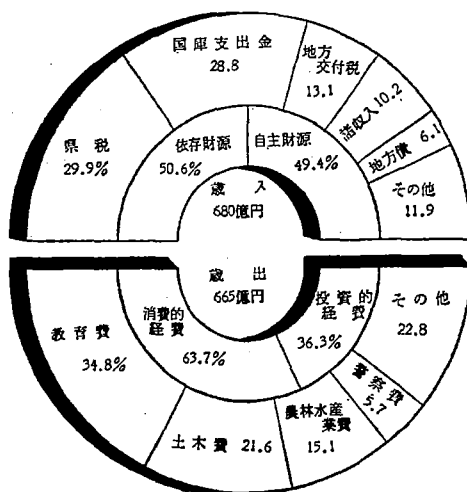 国庫支出金
28.8
地方
交付税
13.1
諸収入10.2
地方債 6.1
その他
11.9
県税
29.9%
依存財源
50.6%
自主財源
49.4%
歳入
680億円
歳出
665億円
消費的
経費
63.7%
投資的
経費
36.3%
その他
22.8
警察費
5.7
農林水産
業費
15.1
土木費 21.6
教育費
34.8%